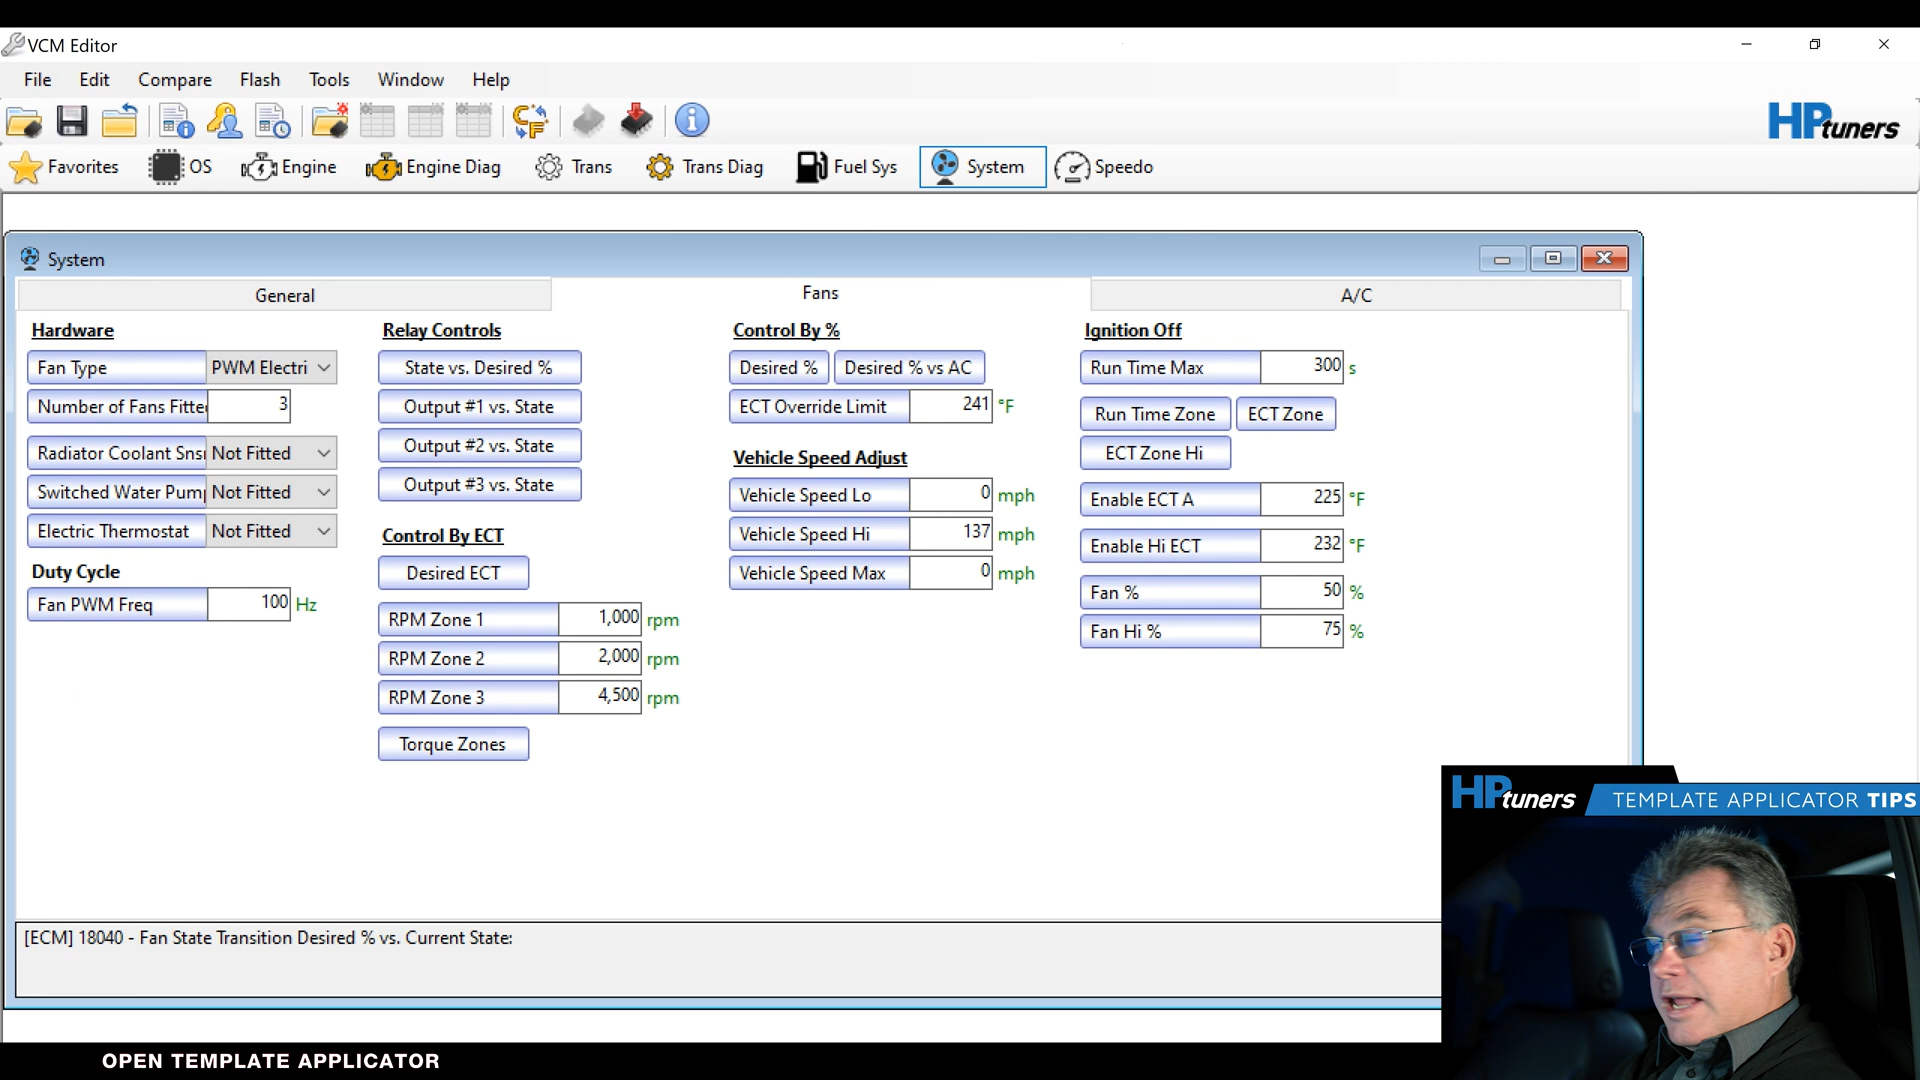 VCM Editor
File Edit Compare Flash Tools Window Help
HPtuners
Favorites OS Engine Engine Diag Trans Trans Diag Fuel Sys System Speedo
System
General Fans A/C
Hardware
Fan Type PWM Electri
Number of Fans Fitte 3
Radiator Coolant Sns Not Fitted
Switched Water Pum Not Fitted
Electric Thermostat Not Fitted
Duty Cycle
Fan PWM Freq 100 Hz
Relay Controls
State vs. Desired %
Output #1 vs. State
Output #2 vs. State
Output #3 vs. State
Control By ECT
Desired ECT
RPM Zone 1 1,000 rpm
RPM Zone 2 2,000 rpm
RPM Zone 3 4,500 rpm
Torque Zones
Control By %
Desired % Desired % vs AC
ECT Override Limit 241 °F
Vehicle Speed Adjust
Vehicle Speed Lo 0 mph
Vehicle Speed Hi 137 mph
Vehicle Speed Max 0 mph
Ignition Off
Run Time Max 300 s
Run Time Zone ECT Zone
ECT Zone Hi
Enable ECT A 225 °F
Enable Hi ECT 232 °F
Fan % 50 %
Fan Hi % 75 %
[ECM] 18040 - Fan State Transition Desired % vs. Current State:
HPtuners TEMPLATE APPLICATOR TIPS
OPEN TEMPLATE APPLICATOR